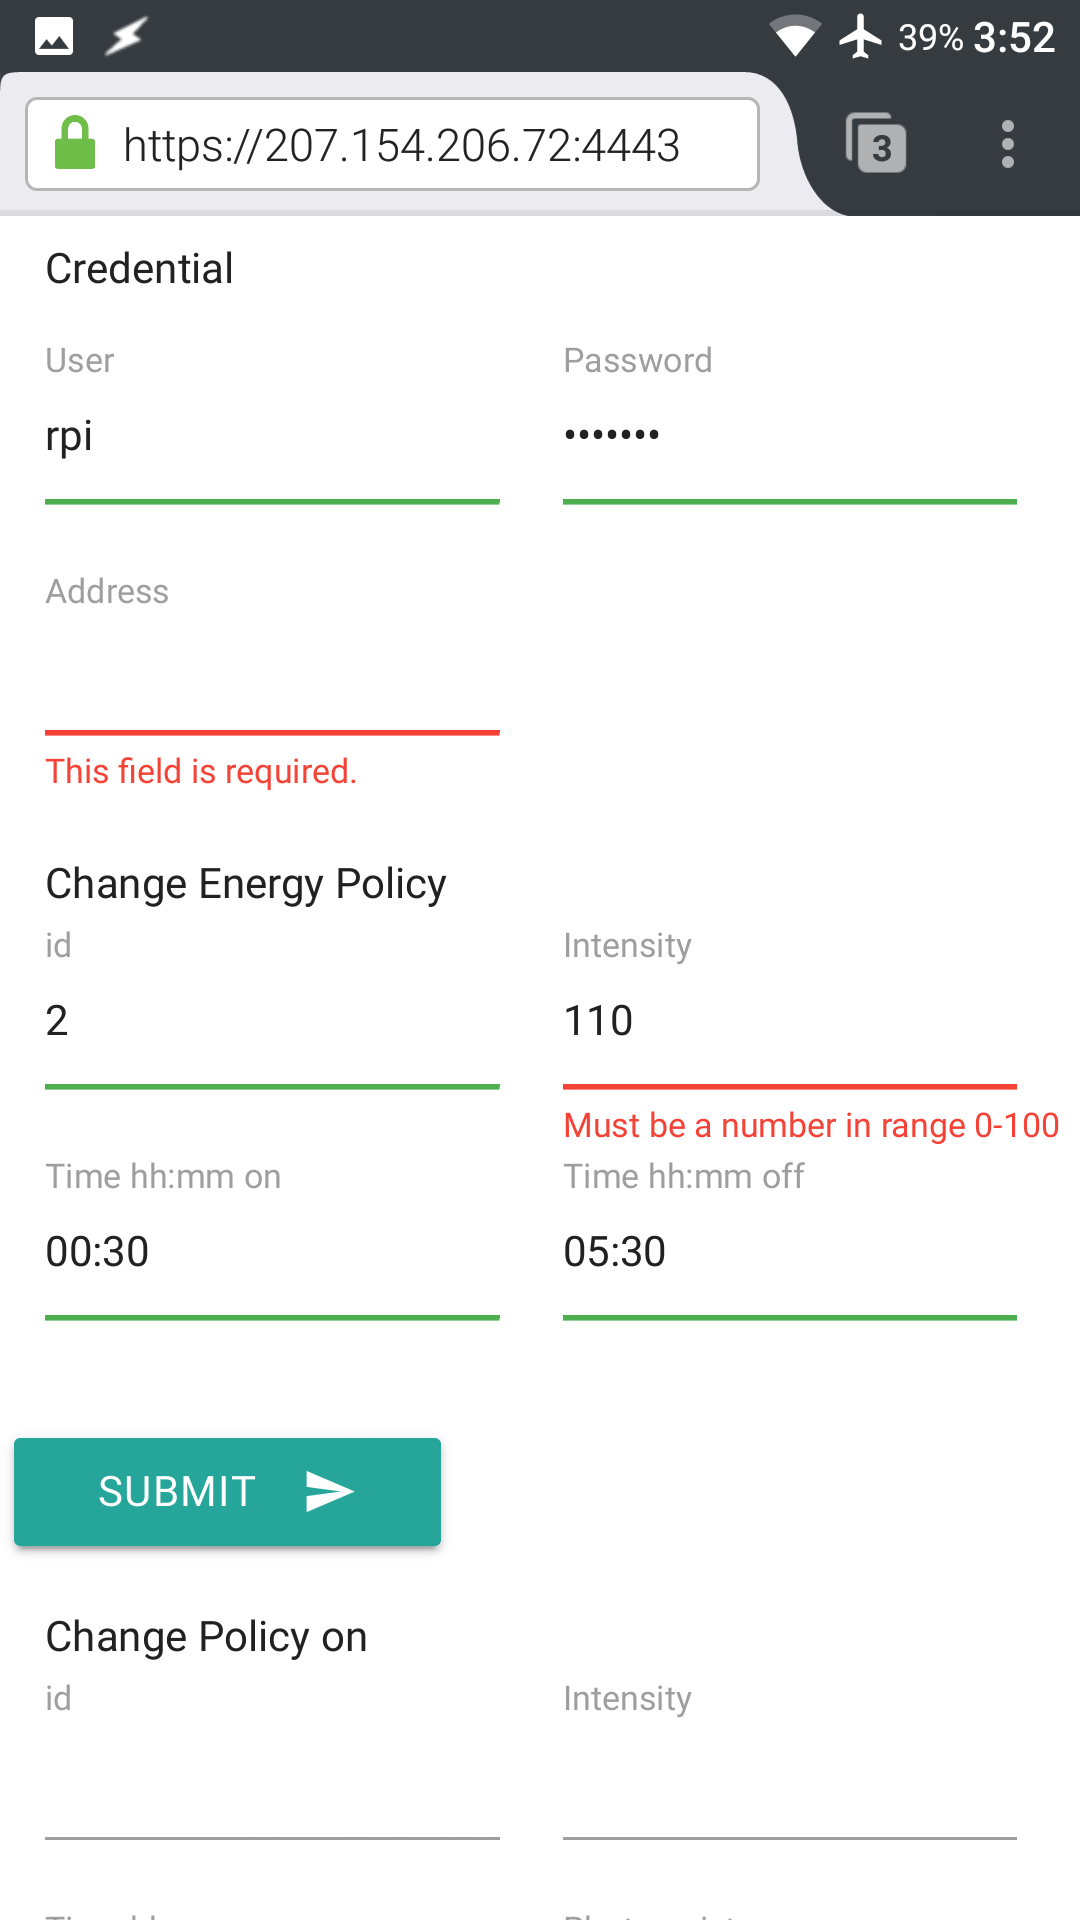 39% 3:52
https://207.154.206.72:4443
3
Credential
User Password
rpi •••••••
Address
This field is required.
Change Energy Policy
id Intensity
2 110
Must be a number in range 0-100
Time hh:mm on Time hh:mm off
00:30 05:30
SUBMIT
Change Policy on
id Intensity